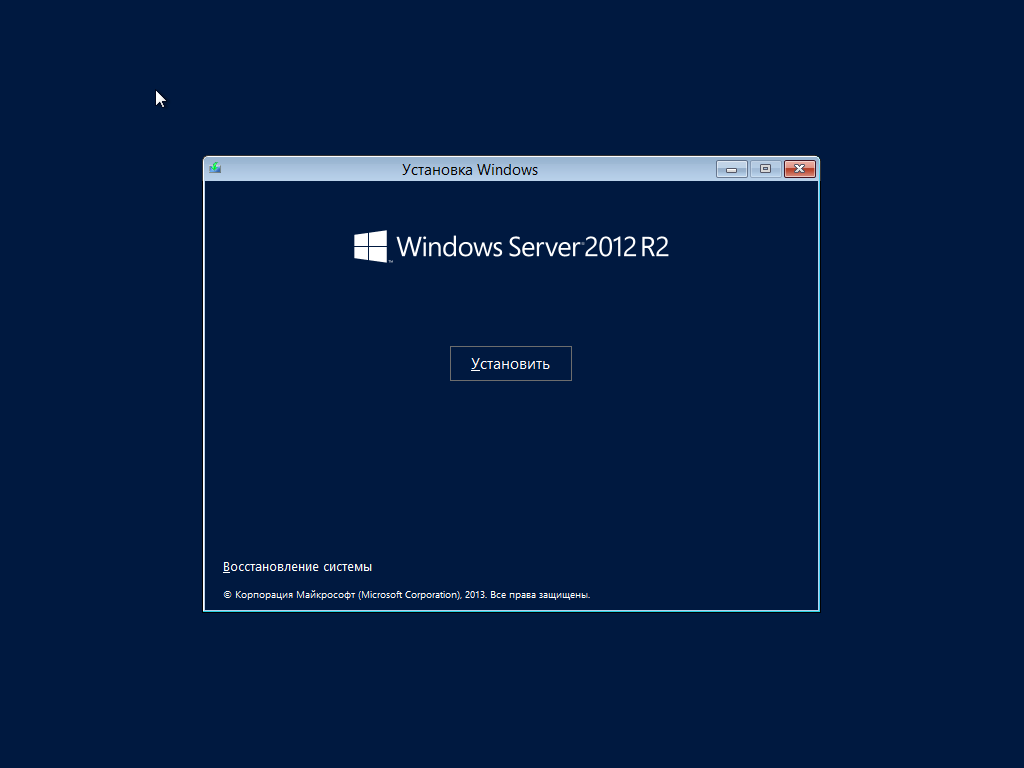 Установка Windows
Windows Server 2012 R2
Установить
Восстановление системы
© Корпорация Майкрософт (Microsoft Corporation), 2013. Все права защищены.